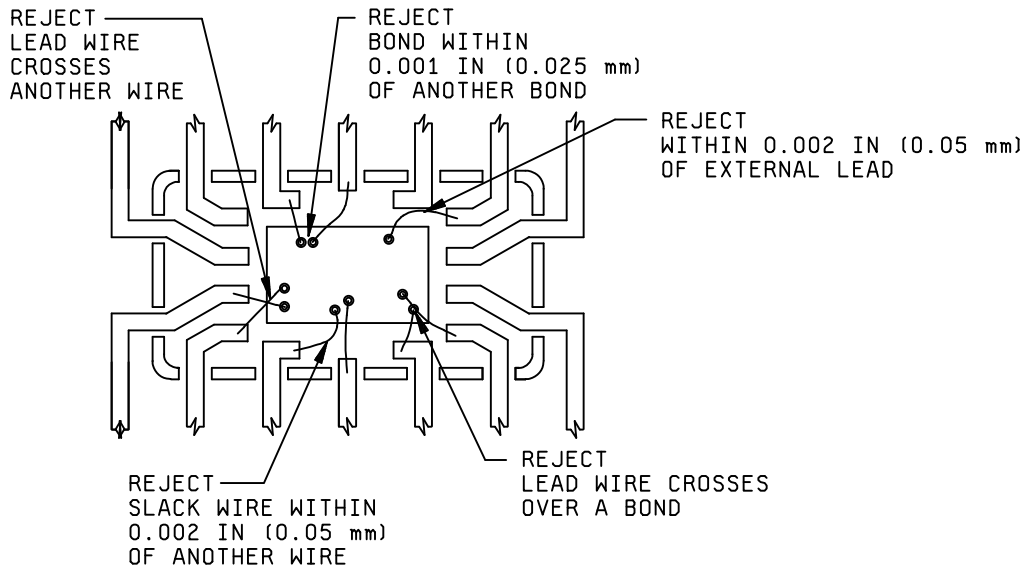 REJECT
LEAD WIRE
CROSSES
ANOTHER WIRE
REJECT
BOND WITHIN
0.001 IN (0.025 mm)
OF ANOTHER BOND
REJECT
WITHIN 0.002 IN (0.05 mm)
OF EXTERNAL LEAD
REJECT
SLACK WIRE WITHIN
0.002 IN (0.05 mm)
OF ANOTHER WIRE
REJECT
LEAD WIRE CROSSES
OVER A BOND